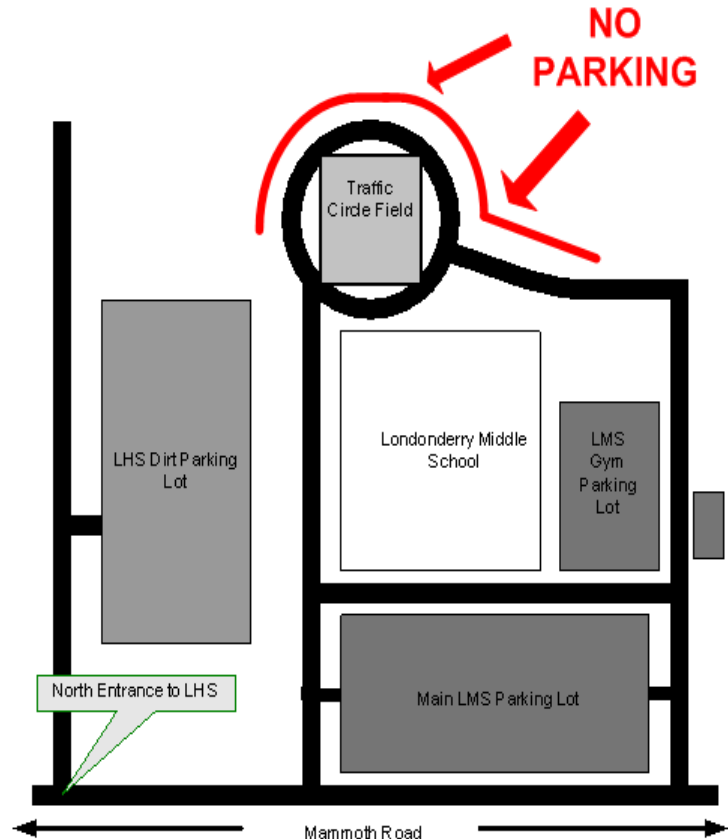 NO
PARKING
Traffic
Circle Field
LHS Dirt Parking
Lot
Londonderry Middle
School
LMS
Gym
Parking
Lot
North Entrance to LHS
Main LMS Parking Lot
Mammoth Road